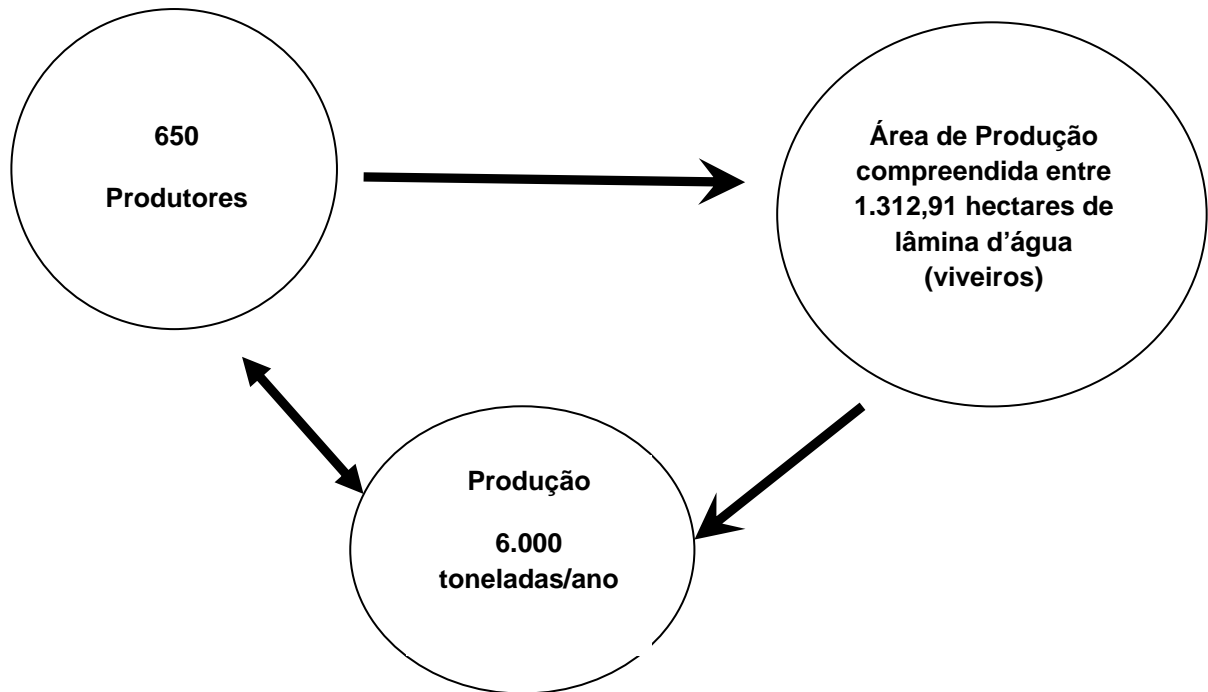 650
Produtores
Área de Produção
compreendida entre
1.312,91 hectares de
lâmina d’água
(viveiros)
Produção
6.000
toneladas/ano